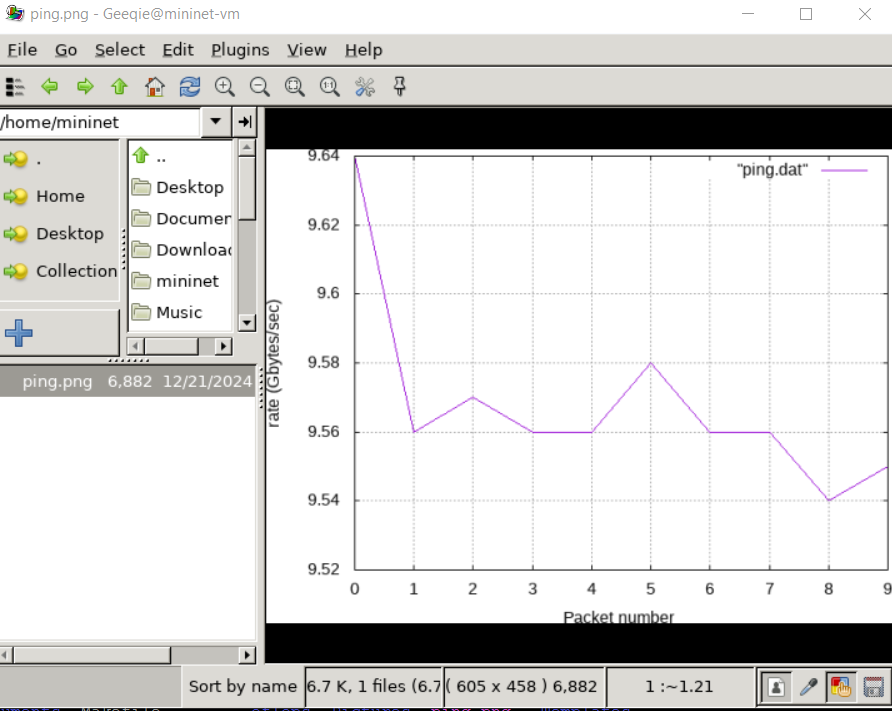 ping.png - Geeqie@mininet-vm
File Go Select Edit Plugins View Help
/home/mininet
.
Home
Desktop
Collection
..
Desktop
Documen
Downloa
mininet
Music
ping.png 6,882 12/21/2024
"ping.dat"
rate (Gbytes/sec)
9.64
9.62
9.6
9.58
9.56
9.54
9.52
0 1 2 3 4 5 6 7 8 9
Packet number
Sort by name 6.7 K, 1 files (6.7 ( 605 x 458 ) 6,882 1 :~1.21